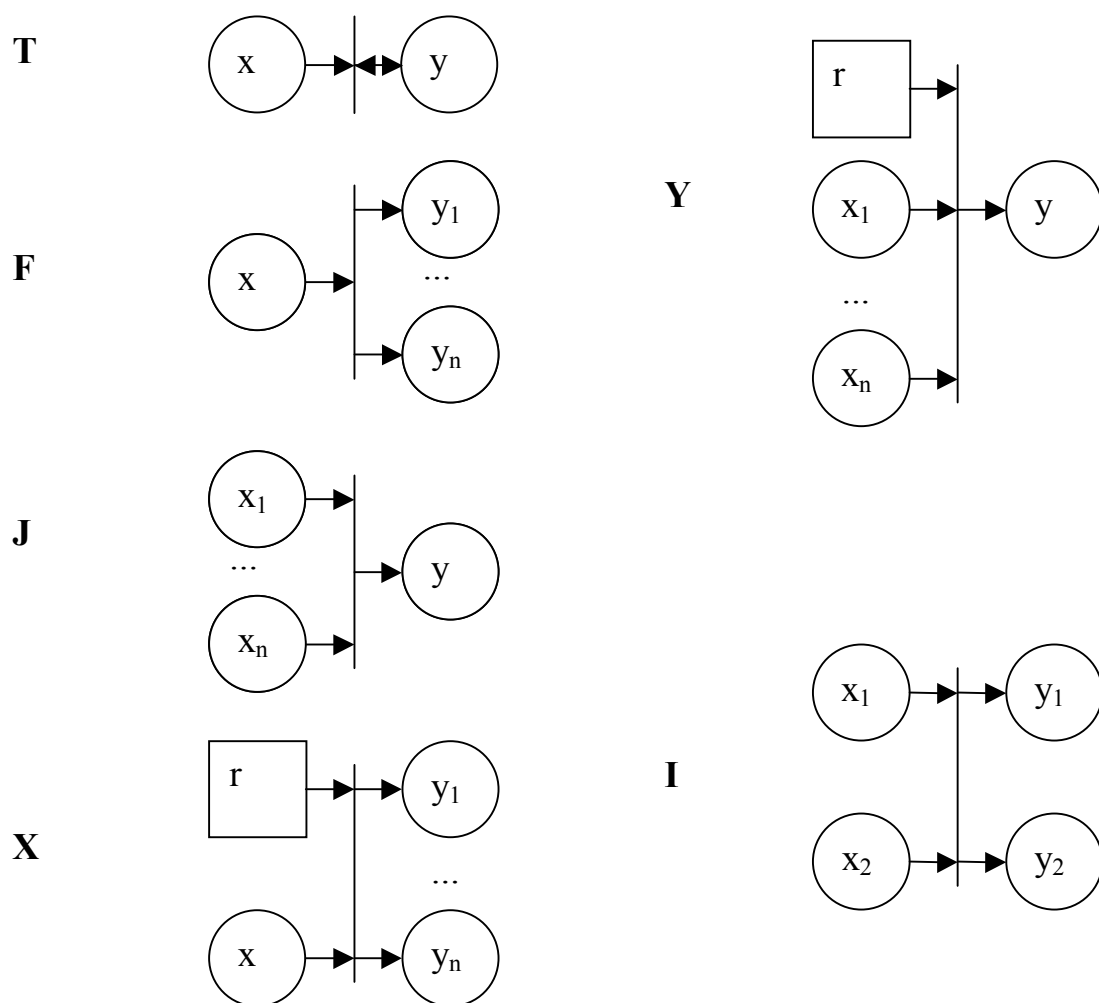 T
x
y
F
x
y₁
...
yₙ
J
x₁
...
xₙ
y
X
r
x
y₁
...
yₙ
Y
r
x₁
...
xₙ
y
I
x₁
y₁
x₂
y₂